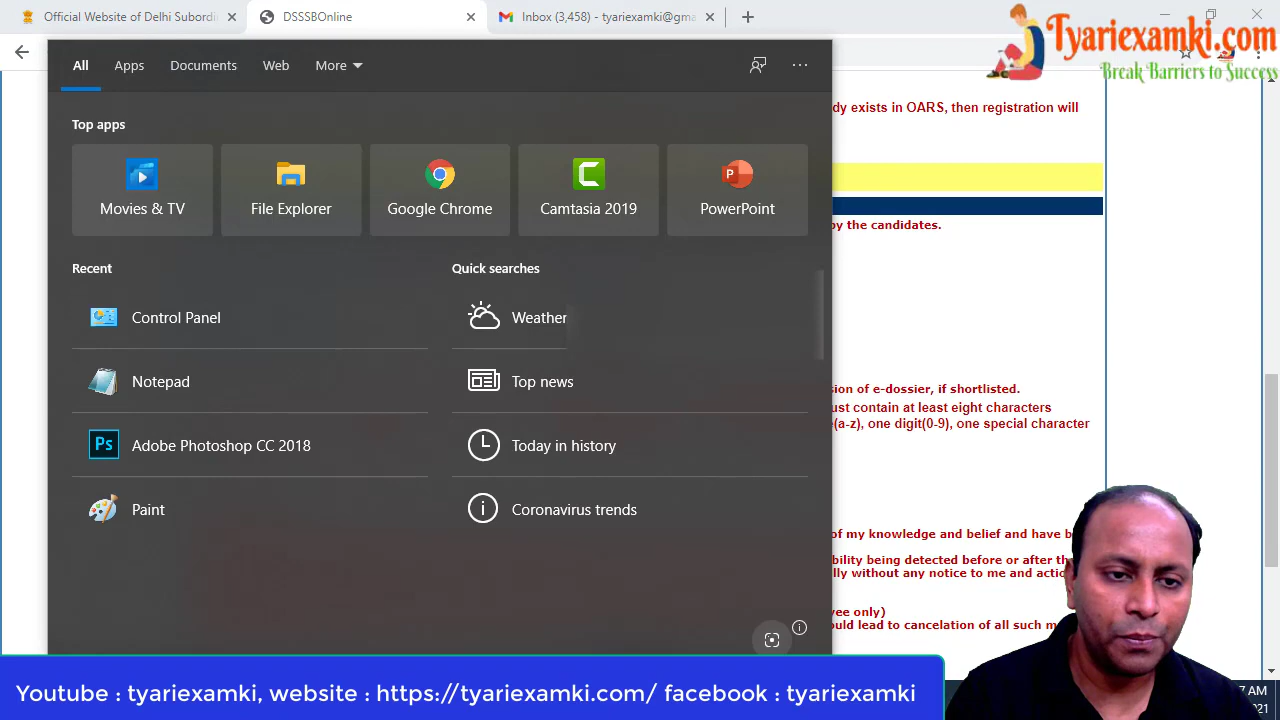 Official Website of Delhi Subordi
DSSSBOnline
Inbox (3,458) - tyariexamki@gma
Tyariexamki.com
Break Barriers to Success
All
Apps
Documents
Web
More
dy exists in OARS, then registration will
Top apps
Movies & TV
File Explorer
Google Chrome
Camtasia 2019
PowerPoint
by the candidates.
Recent
Quick searches
Control Panel
Weather
Notepad
Top news
sion of e-dossier, if shortlisted.
ust contain at least eight characters
e(a-z), one digit(0-9), one special character
Adobe Photoshop CC 2018
Today in history
Paint
Coronavirus trends
of my knowledge and belief and have b
bility being detected before or after th
lly without any notice to me and actio
yee only)
ould lead to cancelation of all such m
Youtube : tyariexamki, website : https://tyariexamki.com/ facebook : tyariexamki
7 AM
021